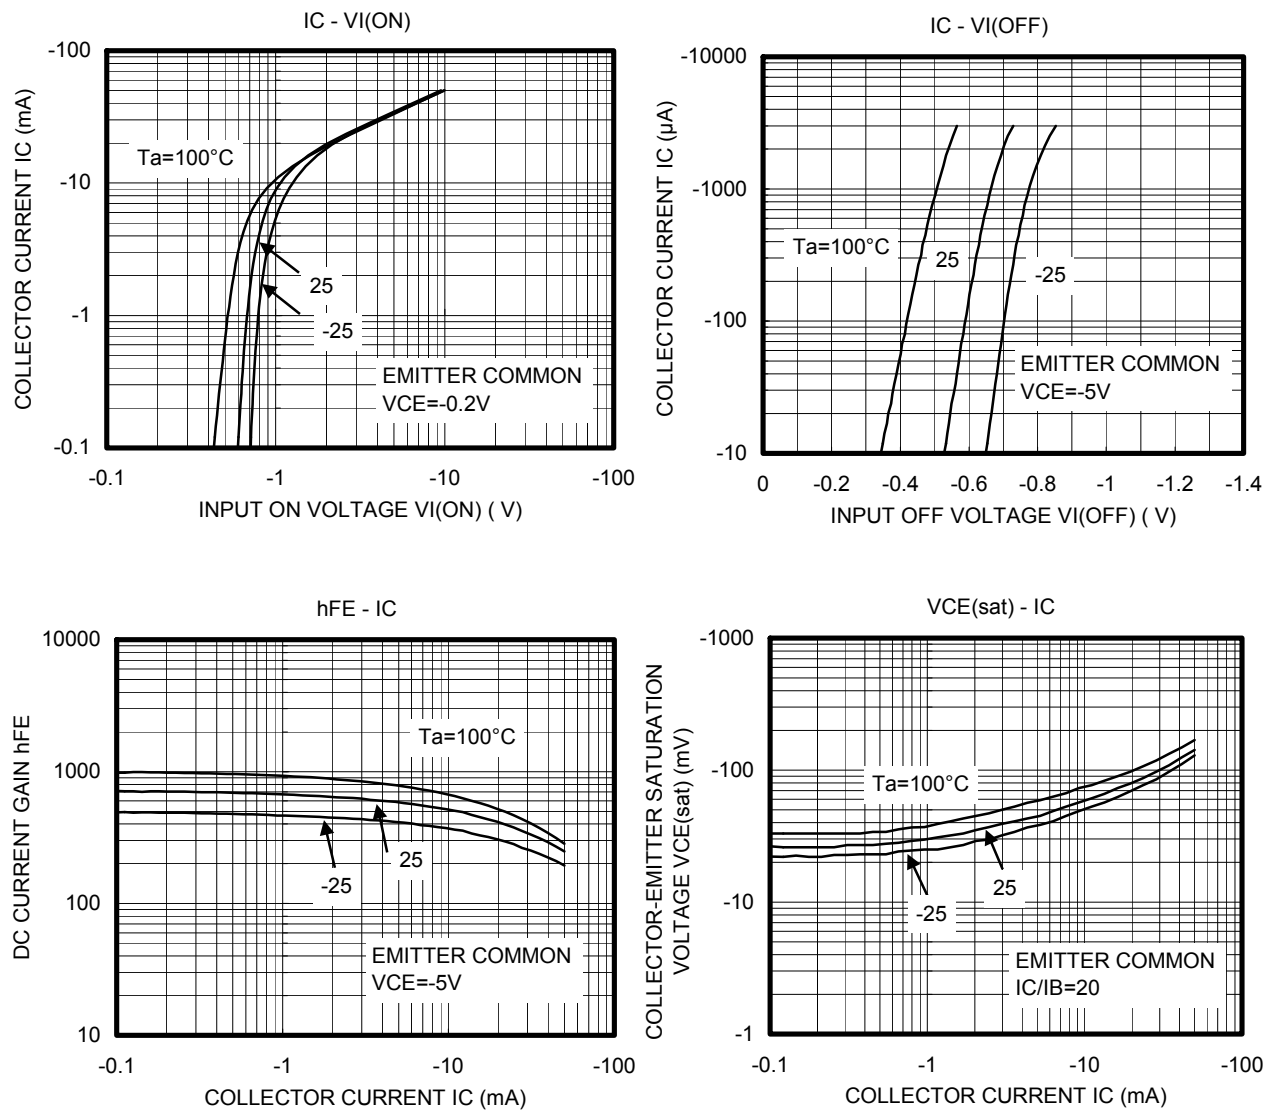 IC - VI(ON)
-100
-10
-1
-0.1
COLLECTOR CURRENT IC (mA)
Ta=100°C
25
-25
EMITTER COMMON
VCE=-0.2V
-0.1
-1
-10
-100
INPUT ON VOLTAGE VI(ON) ( V)
IC - VI(OFF)
-10000
-1000
-100
-10
COLLECTOR CURRENT IC (μA)
Ta=100°C
25
-25
EMITTER COMMON
VCE=-5V
0
-0.2
-0.4
-0.6
-0.8
-1
-1.2
-1.4
INPUT OFF VOLTAGE VI(OFF) ( V)
hFE - IC
10000
1000
100
10
DC CURRENT GAIN hFE
Ta=100°C
25
-25
EMITTER COMMON
VCE=-5V
-0.1
-1
-10
-100
COLLECTOR CURRENT IC (mA)
VCE(sat) - IC
-1000
-100
-10
-1
COLLECTOR-EMITTER SATURATION
VOLTAGE VCE(sat) (mV)
Ta=100°C
25
-25
EMITTER COMMON
IC/IB=20
-0.1
-1
-10
-100
COLLECTOR CURRENT IC (mA)